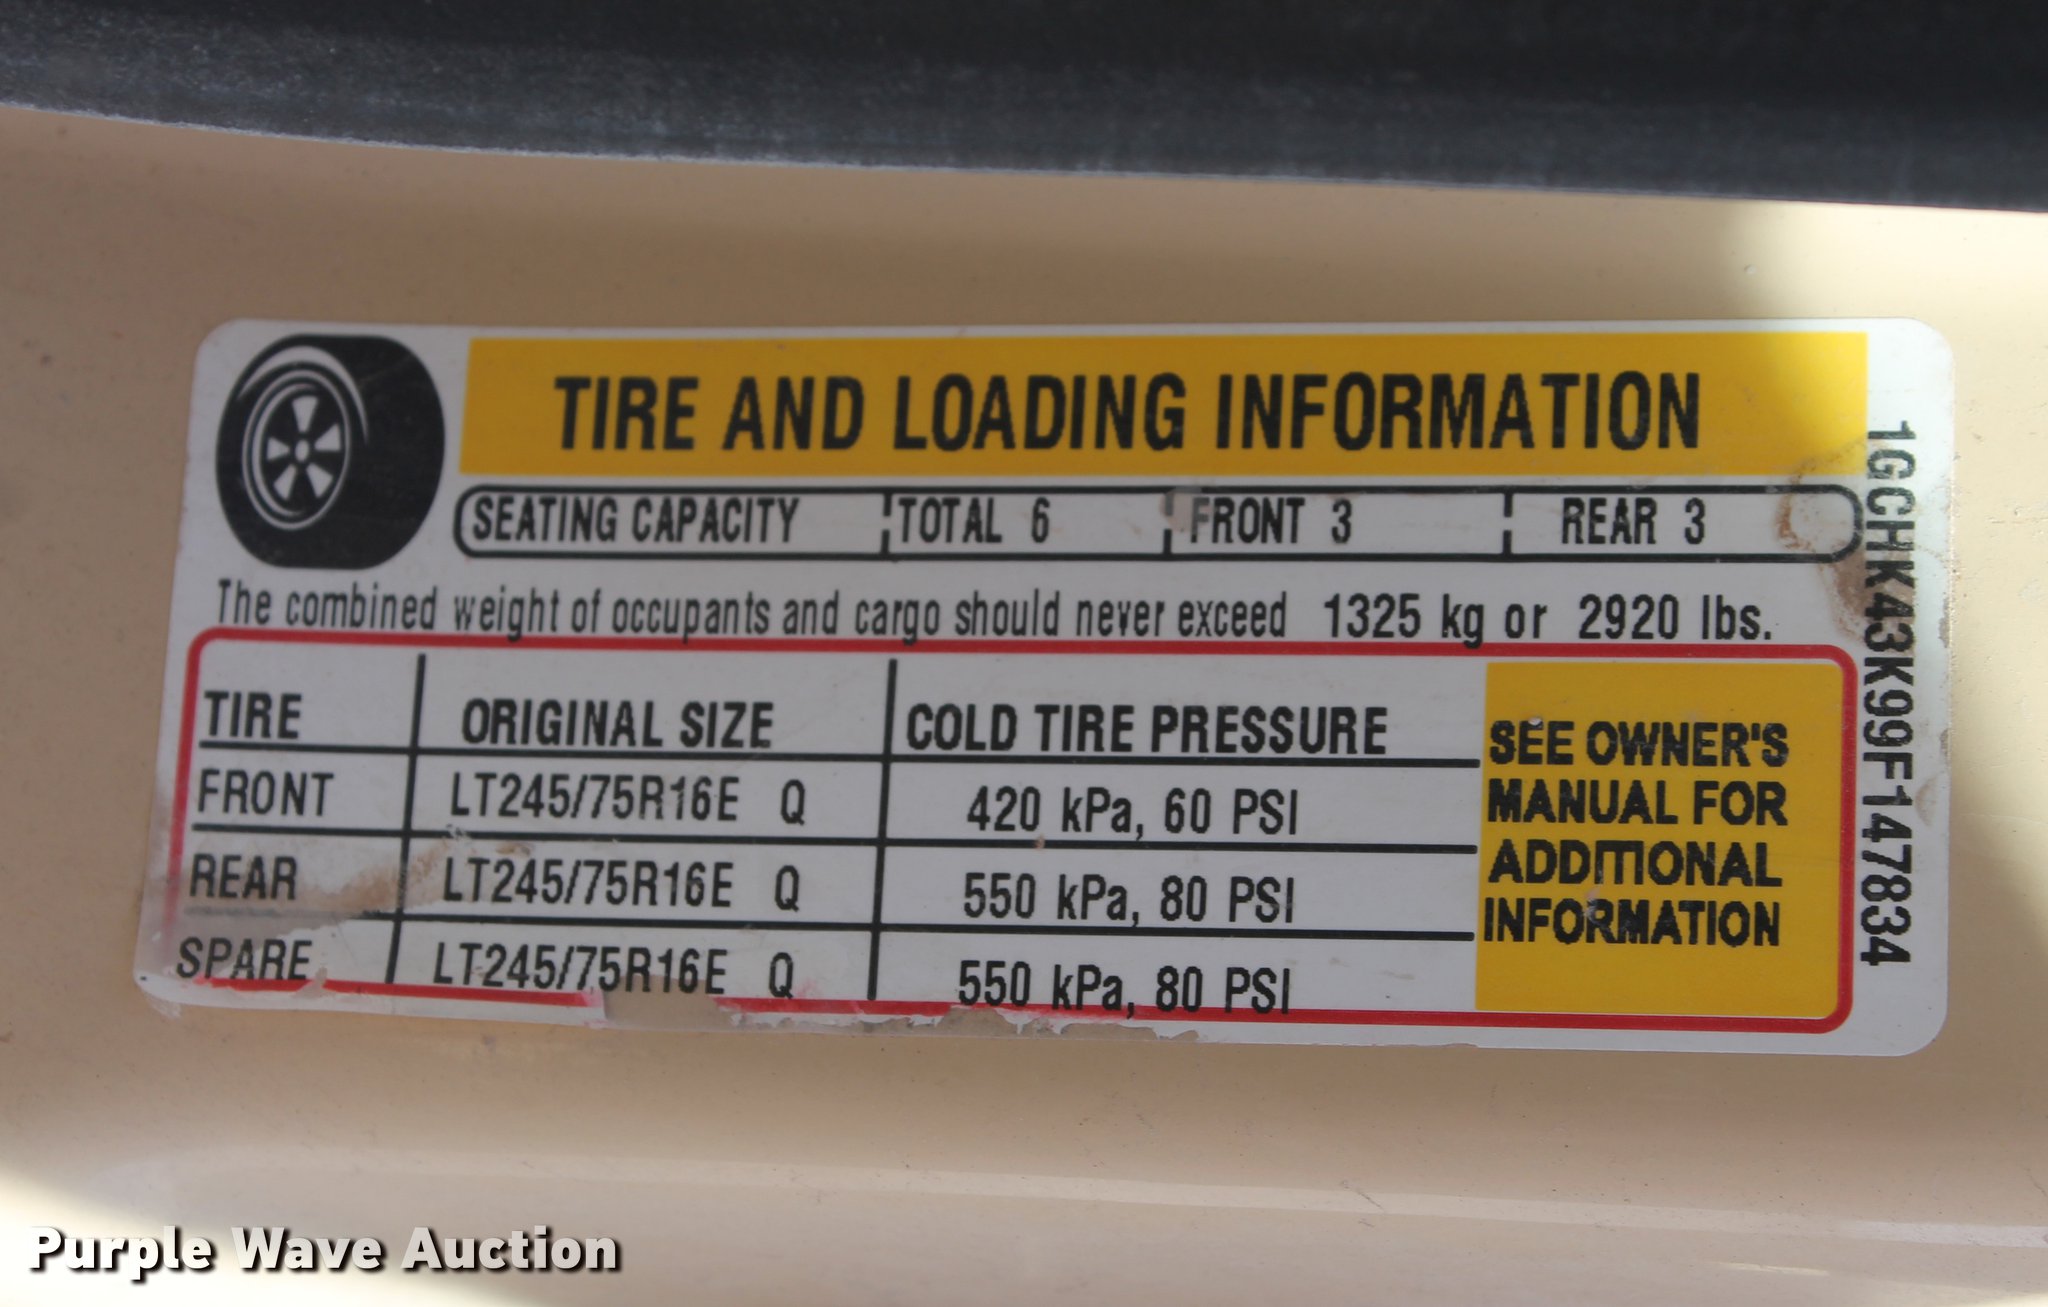 TIRE AND LOADING INFORMATION
SEATING CAPACITY TOTAL 6 FRONT 3 REAR 3
The combined weight of occupants and cargo should never exceed 1325 kg or 2920 lbs.
TIRE ORIGINAL SIZE COLD TIRE PRESSURE
FRONT LT245/75R16E Q 420 kPa, 60 PSI
REAR LT245/75R16E Q 550 kPa, 80 PSI
SPARE LT245/75R16E Q 550 kPa, 80 PSI
SEE OWNER'S
MANUAL FOR
ADDITIONAL
INFORMATION
1GCHK43K99F147834
Purple Wave Auction